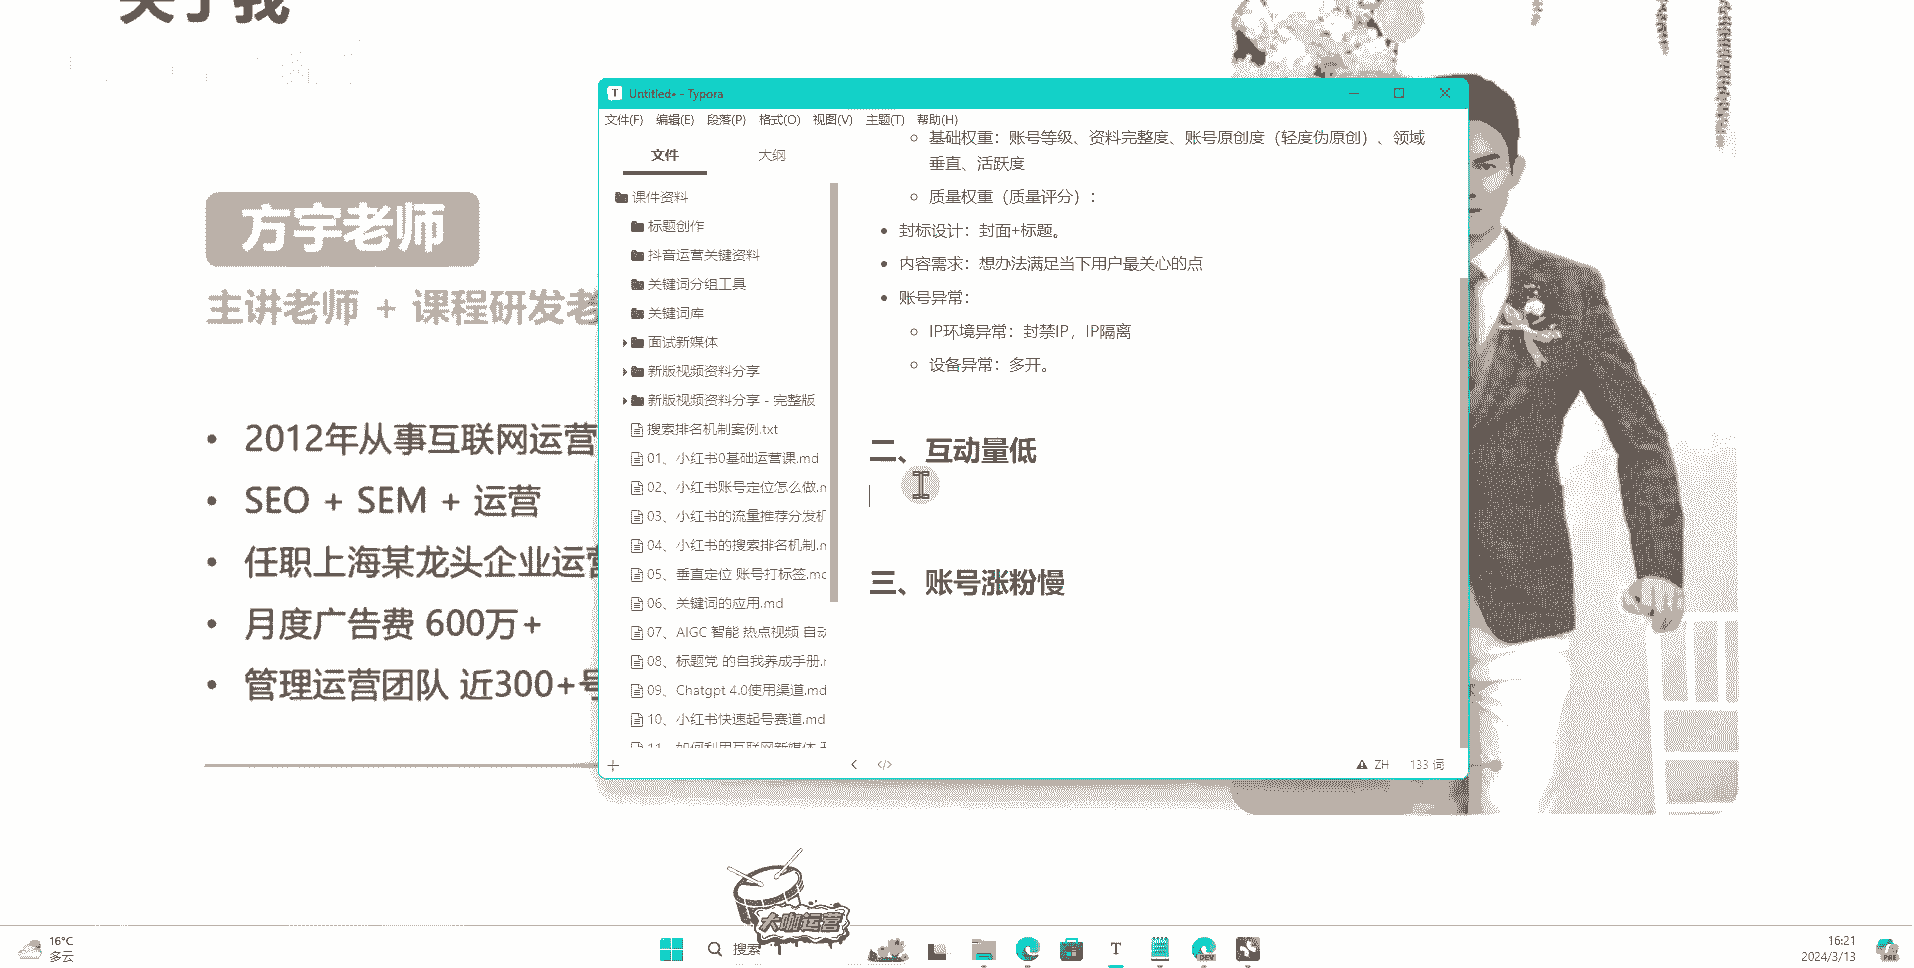 关于我
方宇老师
主讲老师 + 课程研发老
2012年从事互联网运营
SEO + SEM + 运营
任职上海某龙头企业运营
月度广告费 600万+
管理运营团队 近300+号
Untitled• - Typora
文件(F) 编辑(E) 段落(P) 格式(O) 视图(V) 主题(T) 帮助(H)
文件 大纲
课件资料
标题创作
抖音运营关键资料
关键词分组工具
关键词库
面试新媒体
新版视频资料分享
新版视频资料分享 - 完整版
搜索排名机制案例.txt
01、小红书0基础运营课.md
02、小红书账号定位怎么做.m
03、小红书的流量推荐分发机
04、小红书的搜索排名机制.m
05、垂直定位 账号打标签.md
06、关键词的应用.md
07、AIGC 智能 热点视频 自动
08、标题党 的自我养成手册.m
09、Chatgpt 4.0使用渠道.md
10、小红书快速起号赛道.md
11、如何利用互联网新媒体
基础权重：账号等级、资料完整度、账号原创度（轻度伪原创）、领域
垂直、活跃度
质量权重（质量评分）：
封标设计：封面+标题。
内容需求：想办法满足当下用户最关心的点
账号异常：
IP环境异常：封禁IP，IP隔离
设备异常：多开。
二、互动量低
三、账号涨粉慢
ZH 133 词
大咖运营
16°C
多云
搜索
16:21
2024/3/13